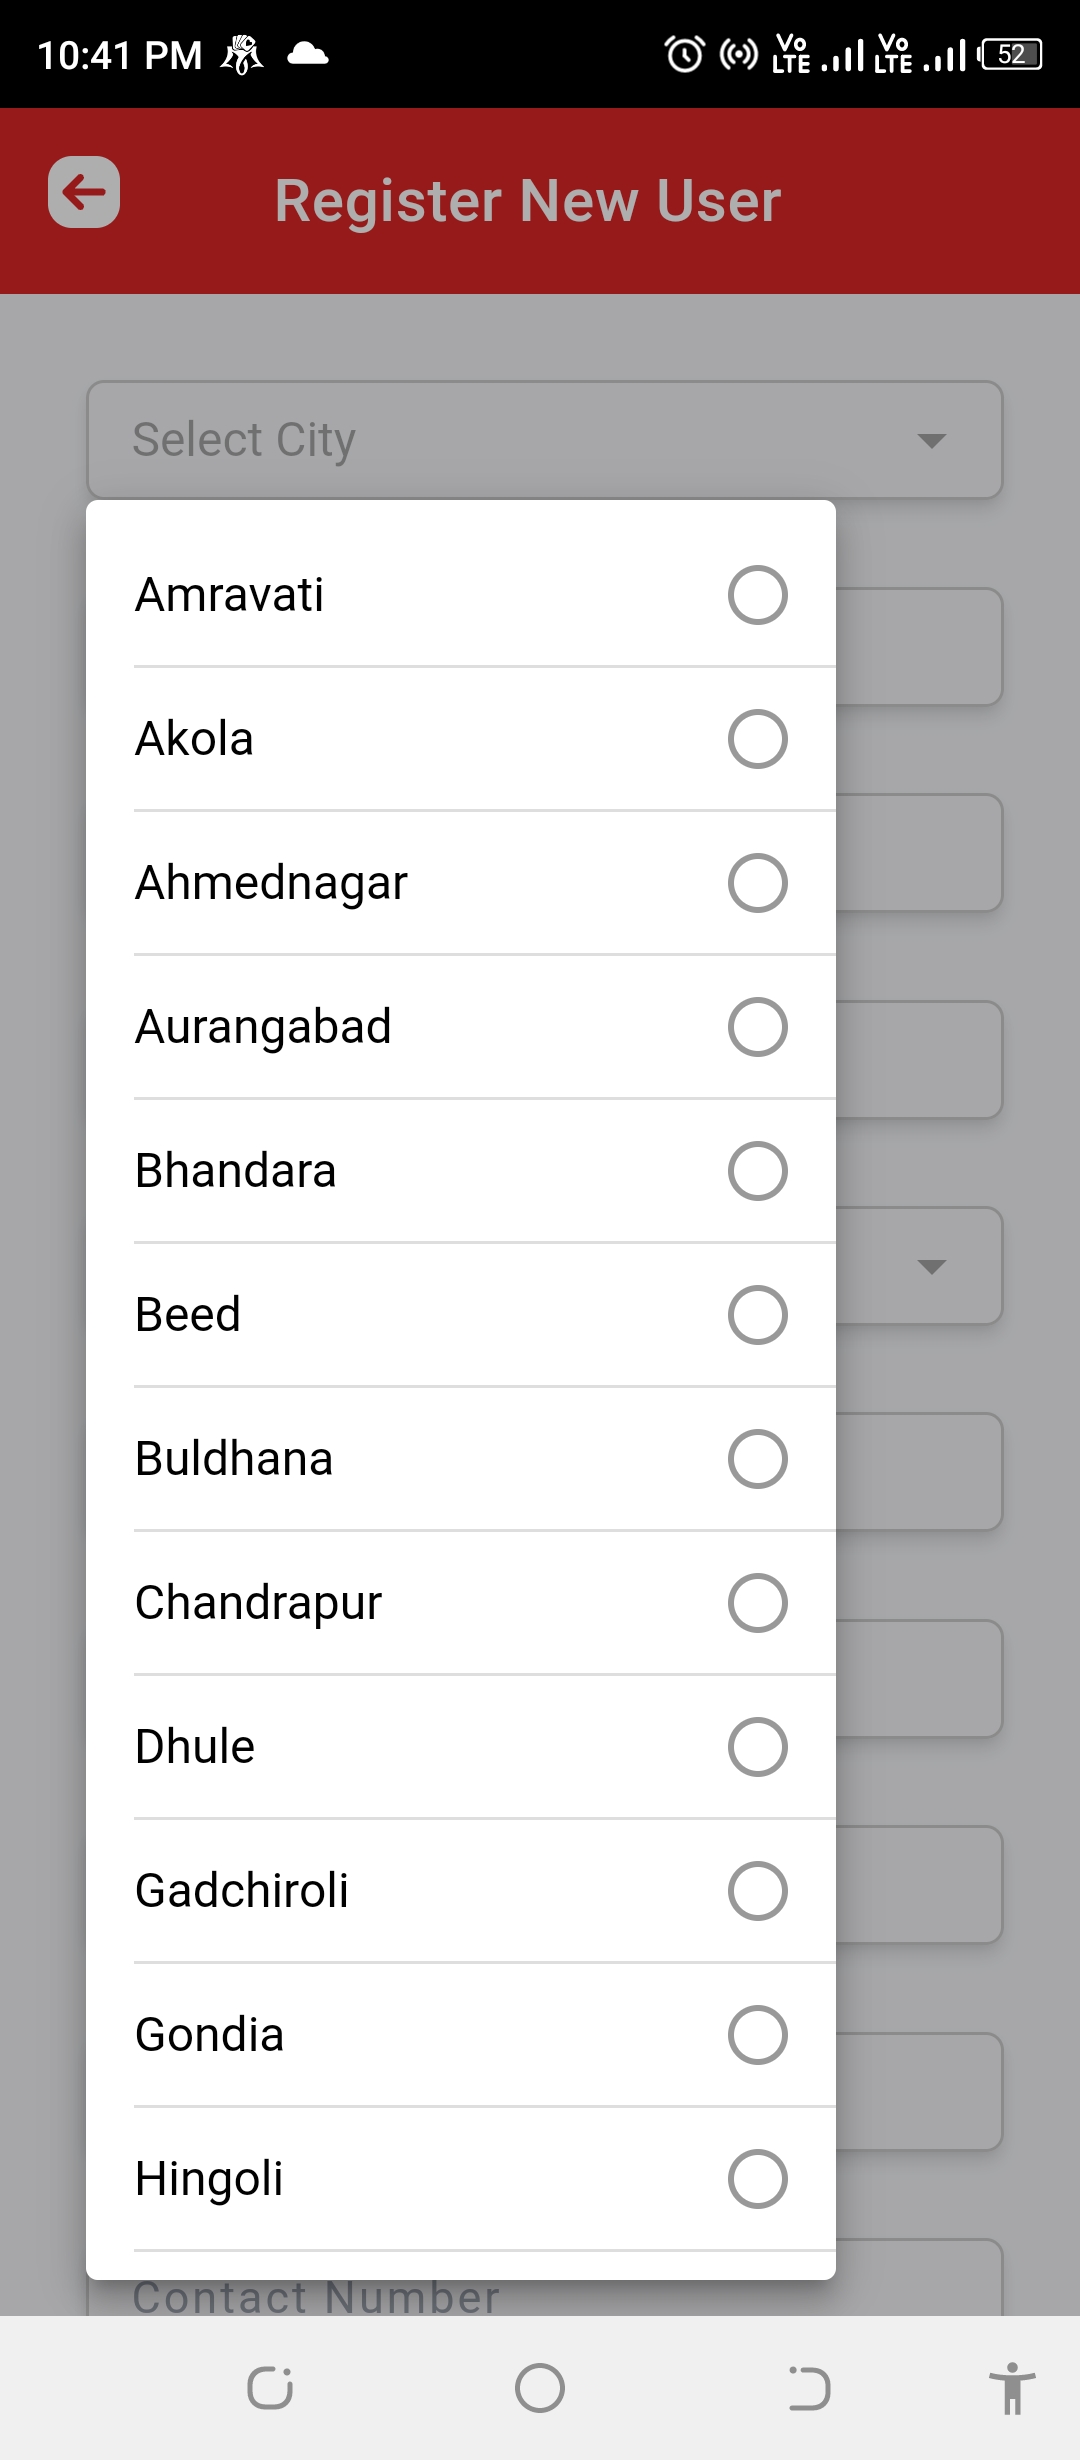 10:41 PM
Vo LTE Vo LTE 52
Register New User
Select City
Amravati
Akola
Ahmednagar
Aurangabad
Bhandara
Beed
Buldhana
Chandrapur
Dhule
Gadchiroli
Gondia
Hingoli
Contact Number